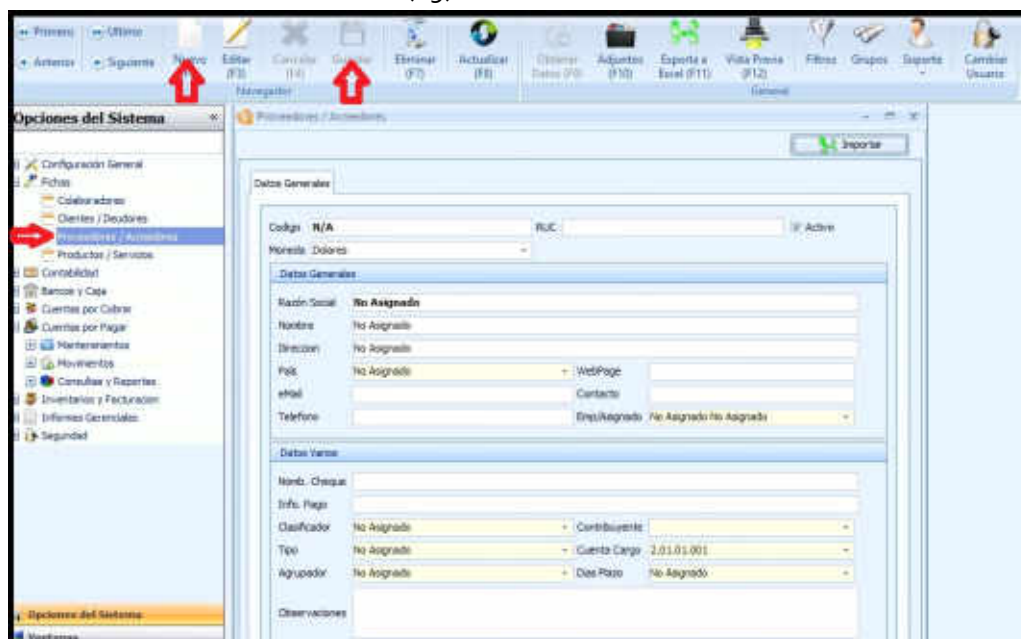 Primero Ultimo
Anterior Siguiente
Nuevo
Editar (F3)
Cancelar (F4)
Guardar
Eliminar (F7)
Actualizar (F8)
Obtener Datos (F9)
Adjuntos (F10)
Exporta a Excel (F11)
Vista Previa (F12)
Filtros
Grupos
Soporte
Cambiar Usuario
Navegador
General
Opciones del Sistema «
Proveedores / Acreedores
Importar
Configuración General
Fichas
Colaboradores
Clientes / Deudores
Proveedores / Acreedores
Productos / Servicios
Contabilidad
Bancos y Caja
Cuentas por Cobrar
Cuentas por Pagar
Mantenimientos
Movimientos
Consultas y Reportes
Inventarios y Facturacion
Informes Gerenciales
Seguridad
Opciones del Sistema
Ventanas
Datos Generales
Codigo N/A RUC Activo
Moneda Dolares
Datos Generales
Razón Social No Asignado
Nombre No Asignado
Direccion No Asignado
País No Asignado WebPage
eMail Contacto
Telefono Emp/Asignado No Asignado No Asignado
Datos Varios
Nomb. Cheque
Info. Pago
Clasificador No Asignado Contribuyente
Tipo No Asignado Cuenta Cargo 2.01.01.001
Agrupador No Asignado Dias Plazo No Asignado
Observaciones